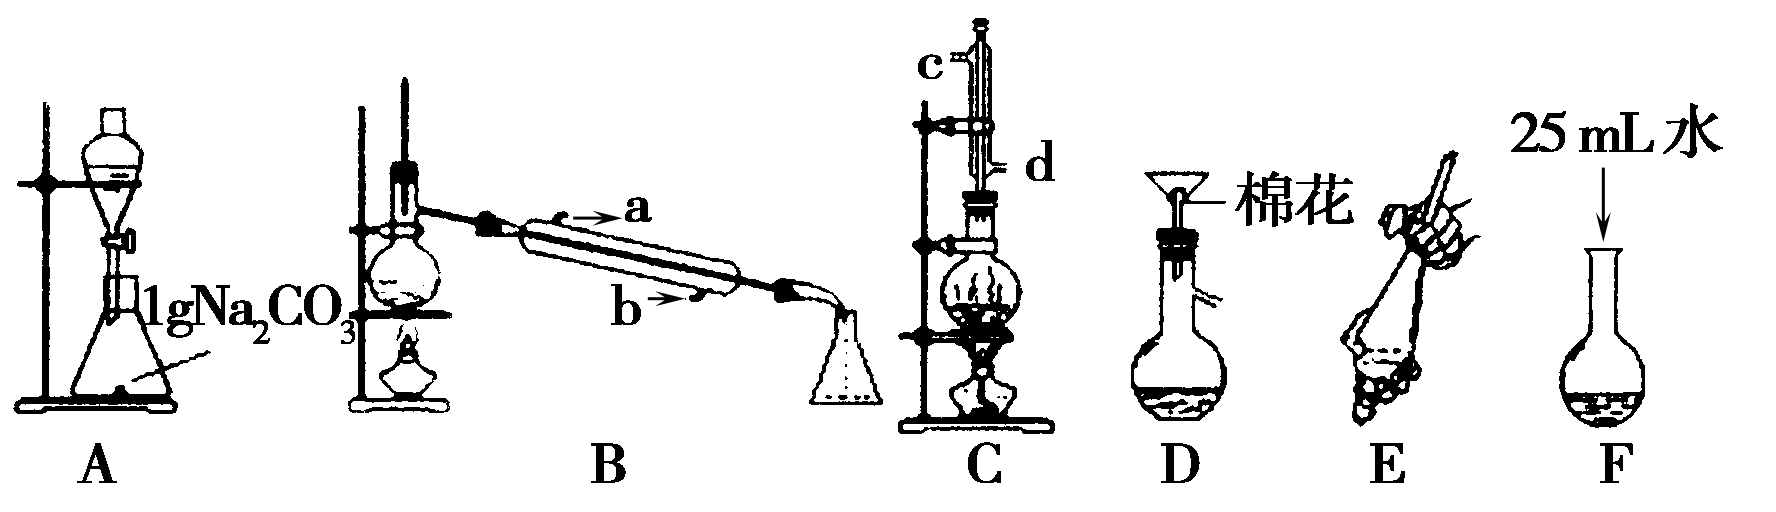 1gNa₂CO₃
a
b
c
d
棉花
25 mL 水
A
B
C
D
E
F